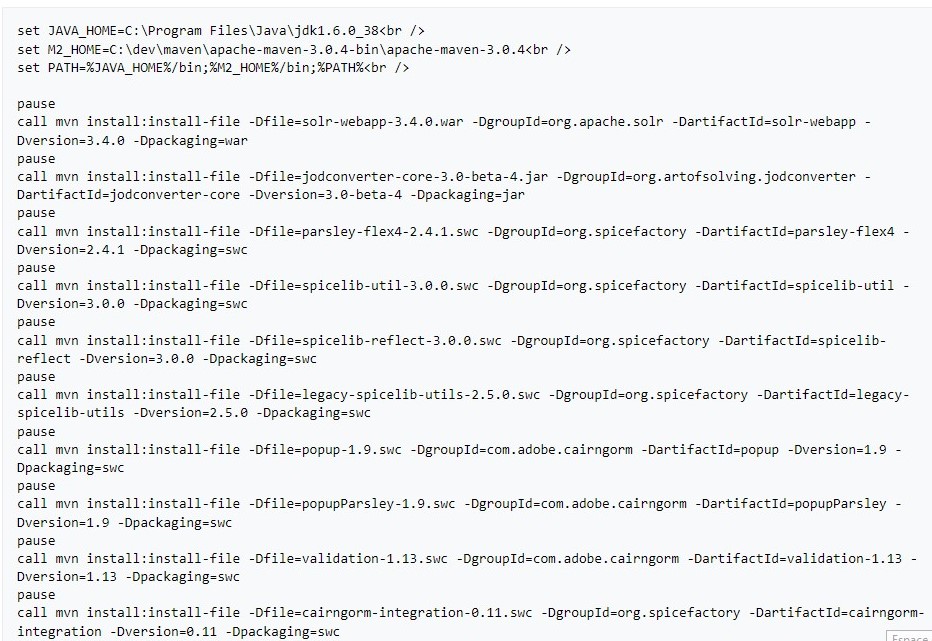 set JAVA_HOME=C:\Program Files\Java\jdk1.6.0_38<br />
set M2_HOME=C:\dev\maven\apache-maven-3.0.4-bin\apache-maven-3.0.4<br />
set PATH=%JAVA_HOME%/bin;%M2_HOME%/bin;%PATH%<br />
pause
call mvn install:install-file -Dfile=solr-webapp-3.4.0.war -DgroupId=org.apache.solr -DartifactId=solr-webapp -
Dversion=3.4.0 -Dpackaging=war
pause
call mvn install:install-file -Dfile=jodconverter-core-3.0-beta-4.jar -DgroupId=org.artofsolving.jodconverter -
DartifactId=jodconverter-core -Dversion=3.0-beta-4 -Dpackaging=jar
pause
call mvn install:install-file -Dfile=parsley-flex4-2.4.1.swc -DgroupId=org.spicefactory -DartifactId=parsley-flex4 -
Dversion=2.4.1 -Dpackaging=swc
pause
call mvn install:install-file -Dfile=spicelib-util-3.0.0.swc -DgroupId=org.spicefactory -DartifactId=spicelib-util -
Dversion=3.0.0 -Dpackaging=swc
pause
call mvn install:install-file -Dfile=spicelib-reflect-3.0.0.swc -DgroupId=org.spicefactory -DartifactId=spicelib-
reflect -Dversion=3.0.0 -Dpackaging=swc
pause
call mvn install:install-file -Dfile=legacy-spicelib-utils-2.5.0.swc -DgroupId=org.spicefactory -DartifactId=legacy-
spicelib-utils -Dversion=2.5.0 -Dpackaging=swc
pause
call mvn install:install-file -Dfile=popup-1.9.swc -DgroupId=com.adobe.cairngorm -DartifactId=popup -Dversion=1.9 -
Dpackaging=swc
pause
call mvn install:install-file -Dfile=popupParsley-1.9.swc -DgroupId=com.adobe.cairngorm -DartifactId=popupParsley -
Dversion=1.9 -Dpackaging=swc
pause
call mvn install:install-file -Dfile=validation-1.13.swc -DgroupId=com.adobe.cairngorm -DartifactId=validation-1.13 -
Dversion=1.13 -Dpackaging=swc
pause
call mvn install:install-file -Dfile=cairngorm-integration-0.11.swc -DgroupId=org.spicefactory -DartifactId=cairngorm-
integration -Dversion=0.11 -Dpackaging=swc
Espace